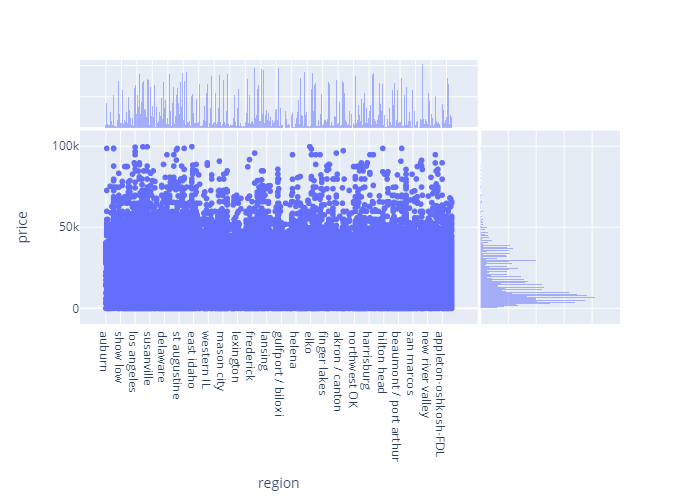 100k
50k
0
price
auburn
show low
los angeles
susanville
delaware
st augustine
east idaho
western IL
mason city
lexington
frederick
lansing
gulfport / biloxi
helena
elko
finger lakes
akron / canton
northwest OK
harrisburg
hilton head
beaumont / port arthur
san marcos
new river valley
appleton-oshkosh-FDL
region